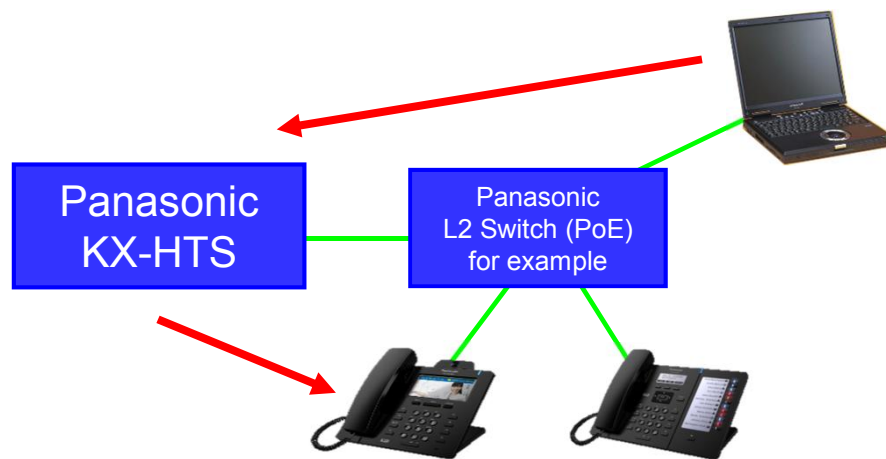 Panasonic
KX-HTS
Panasonic
L2 Switch (PoE)
for example